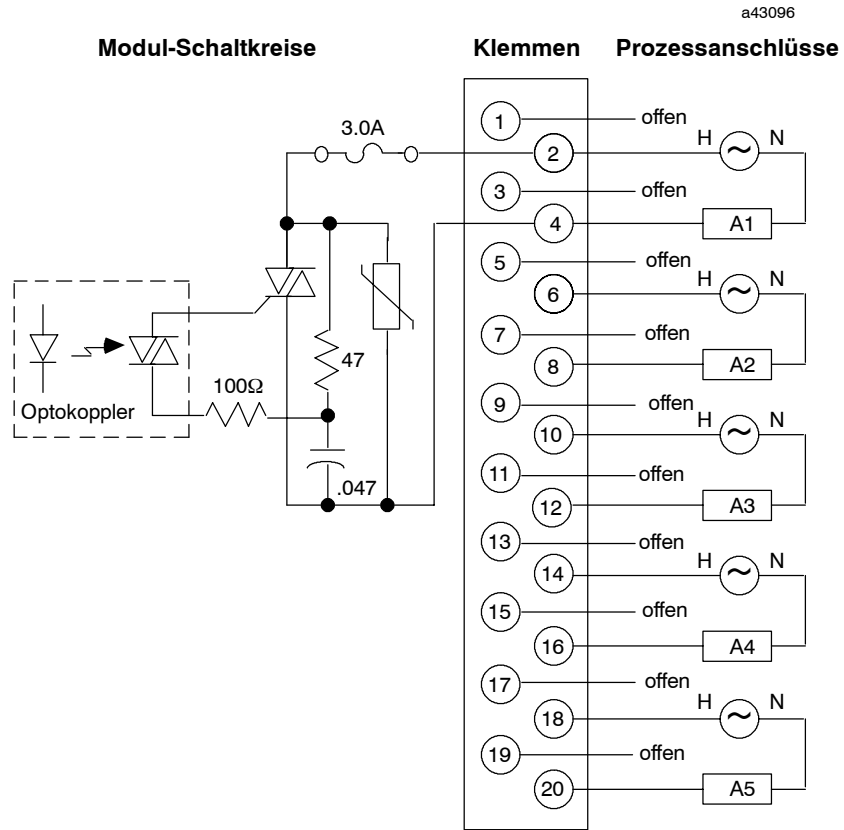 a43096
Modul-Schaltkreise Klemmen Prozessanschlüsse
1 offen
3.0A
H ~ N
2
3 offen
4 A1
5 offen
H ~ N
6
7 offen
47
8 A2
100Ω
9 offen
Optokoppler
H ~ N
10
11 offen
.047
12 A3
13 offen
H ~ N
14
15 offen
16 A4
17 offen
H ~ N
18
19 offen
20 A5